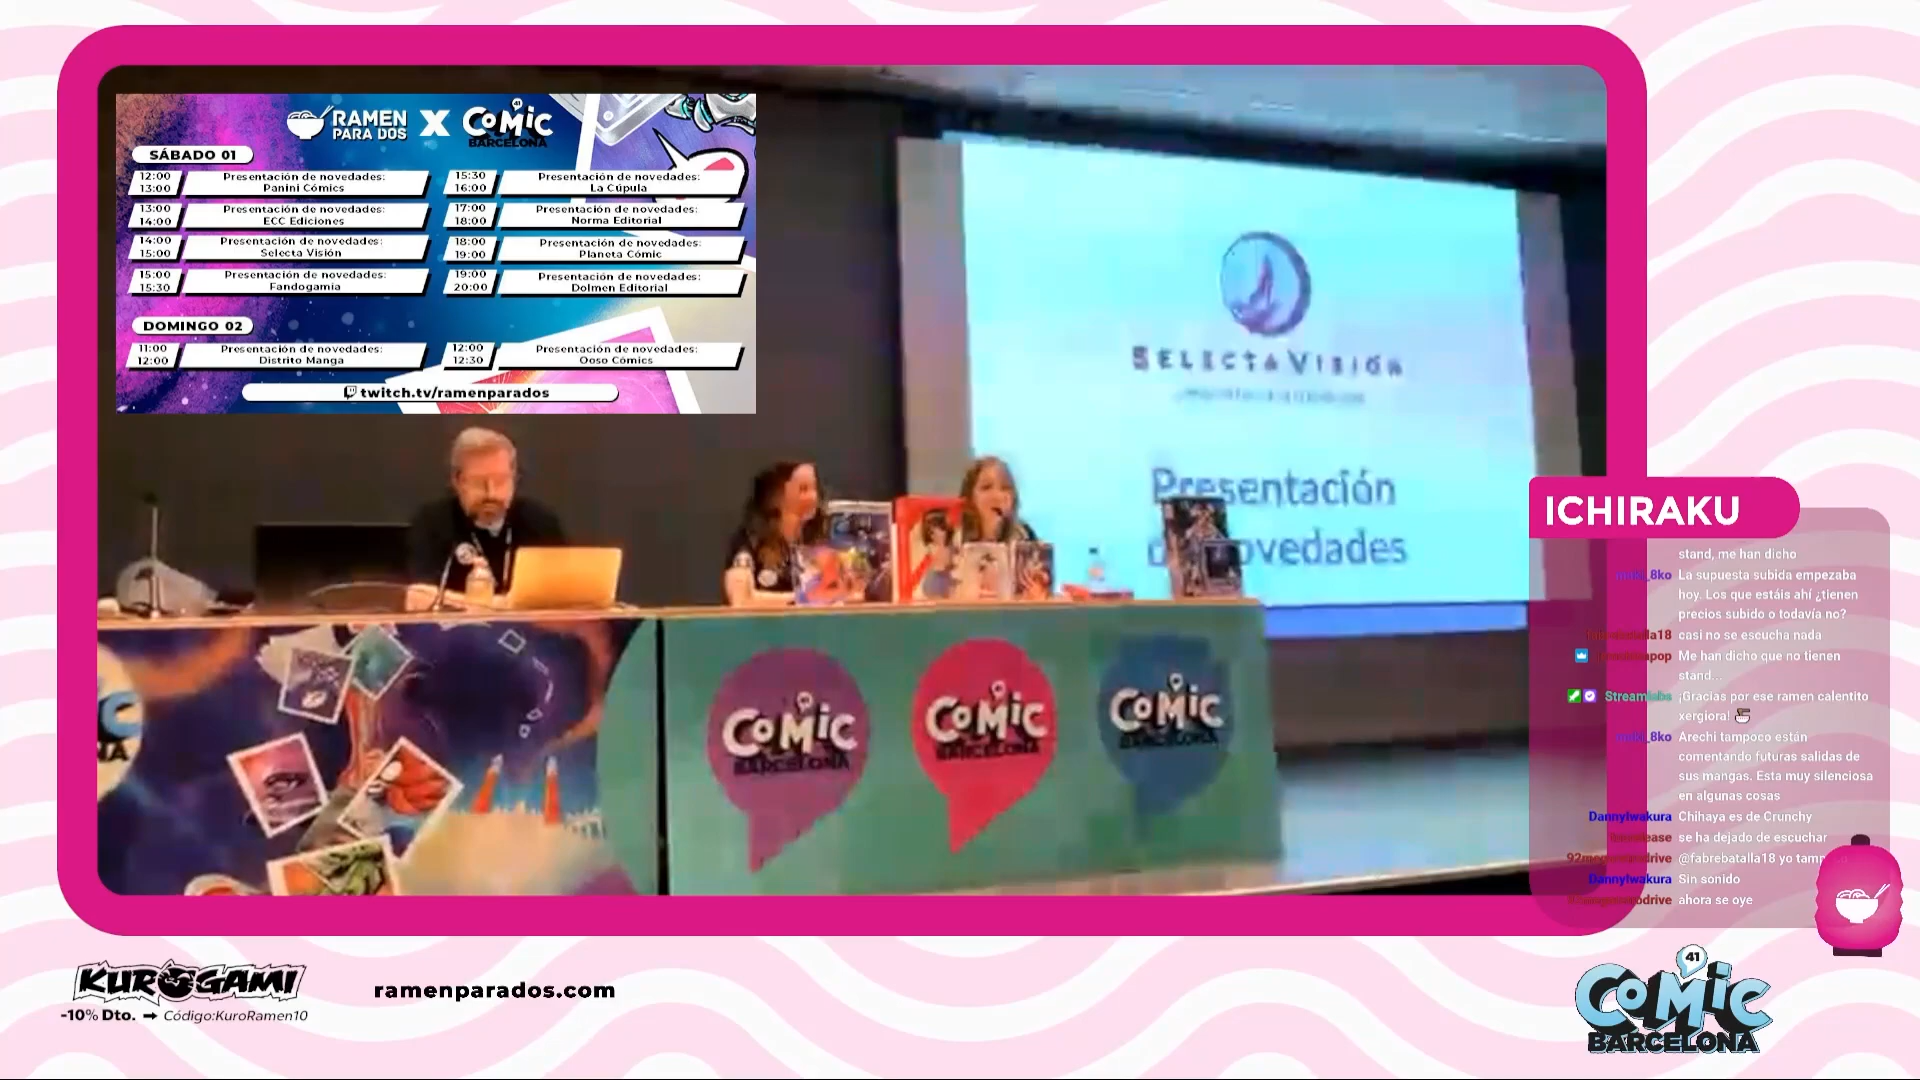 RAMEN
PARA DOS
X
41
COMIC
BARCELONA
SÁBADO 01
12:00
13:00
Presentación de novedades:
Panini Cómics
15:30
16:00
Presentación de novedades:
La Cúpula
13:00
14:00
Presentación de novedades:
ECC Ediciones
17:00
18:00
Presentación de novedades:
Norma Editorial
14:00
15:00
Presentación de novedades:
Selecta Visión
18:00
19:00
Presentación de novedades:
Planeta Cómic
15:00
15:30
Presentación de novedades:
Fandogamia
19:00
20:00
Presentación de novedades:
Dolmen Editorial
DOMINGO 02
11:00
12:00
Presentación de novedades:
Distrito Manga
12:00
12:30
Presentación de novedades:
Ooso Cómics
twitch.tv/ramenparados
SELECTA VISIÓN
Presentación
novedades
COMIC
BARCELONA
COMIC
BARCELONA
COMIC
BARCELONA
ICHIRAKU
stand, me han dicho
_8ko La supuesta subida empezaba
hoy. Los que estáis ahí ¿tienen
precios subido o todavía no?
casi no se escucha nada
Me han dicho que no tienen
stand...
Streamlabs ¡Gracias por ese ramen calentito
xergiora!
_8ko Arechi tampoco están
comentando futuras salidas de
sus mangas. Esta muy silenciosa
en algunas cosas
DannyIwakura Chihaya es de Crunchy
se ha dejado de escuchar
@fabrebatalla18 yo
DannyIwakura Sin sonido
ahora se oye
KUROGAMI
-10% Dto. ➞ Código:KuroRamen10
ramenparados.com
41
COMIC
BARCELONA